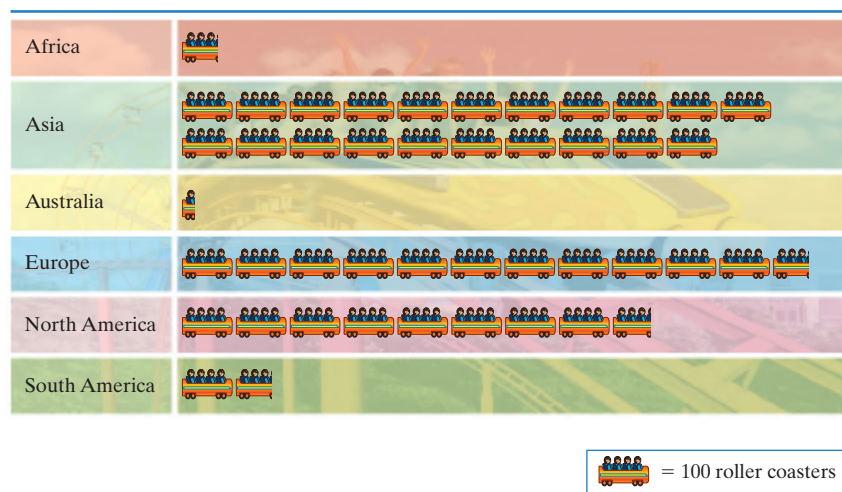 Africa
Asia
Australia
Europe
North America
South America
= 100 roller coasters